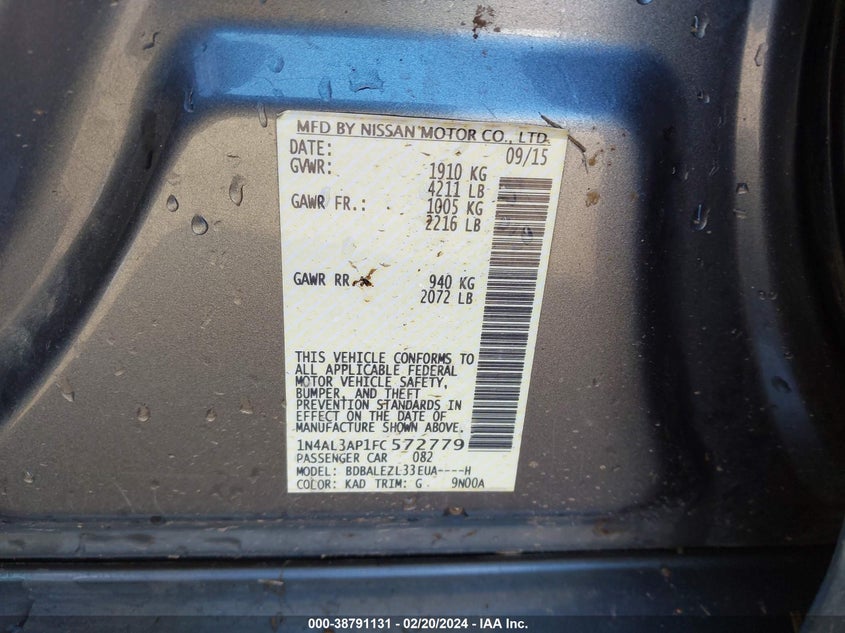 MFD BY NISSAN MOTOR CO., LTD
DATE: 09/15
GVWR: 1910 KG
4211 LB
GAWR FR.: 1005 KG
2216 LB
GAWR RR.: 940 KG
2072 LB
THIS VEHICLE CONFORMS TO
ALL APPLICABLE FEDERAL
MOTOR VEHICLE SAFETY,
BUMPER, AND THEFT
PREVENTION STANDARDS IN
EFFECT ON THE DATE OF
MANUFACTURE SHOWN ABOVE.
1N4AL3AP1FC572779
PASSENGER CAR 082
MODEL: BDBALEZL33EUA----H
COLOR: KAD TRIM: G 9N00A
000-38791131 - 02/20/2024 - IAA Inc.